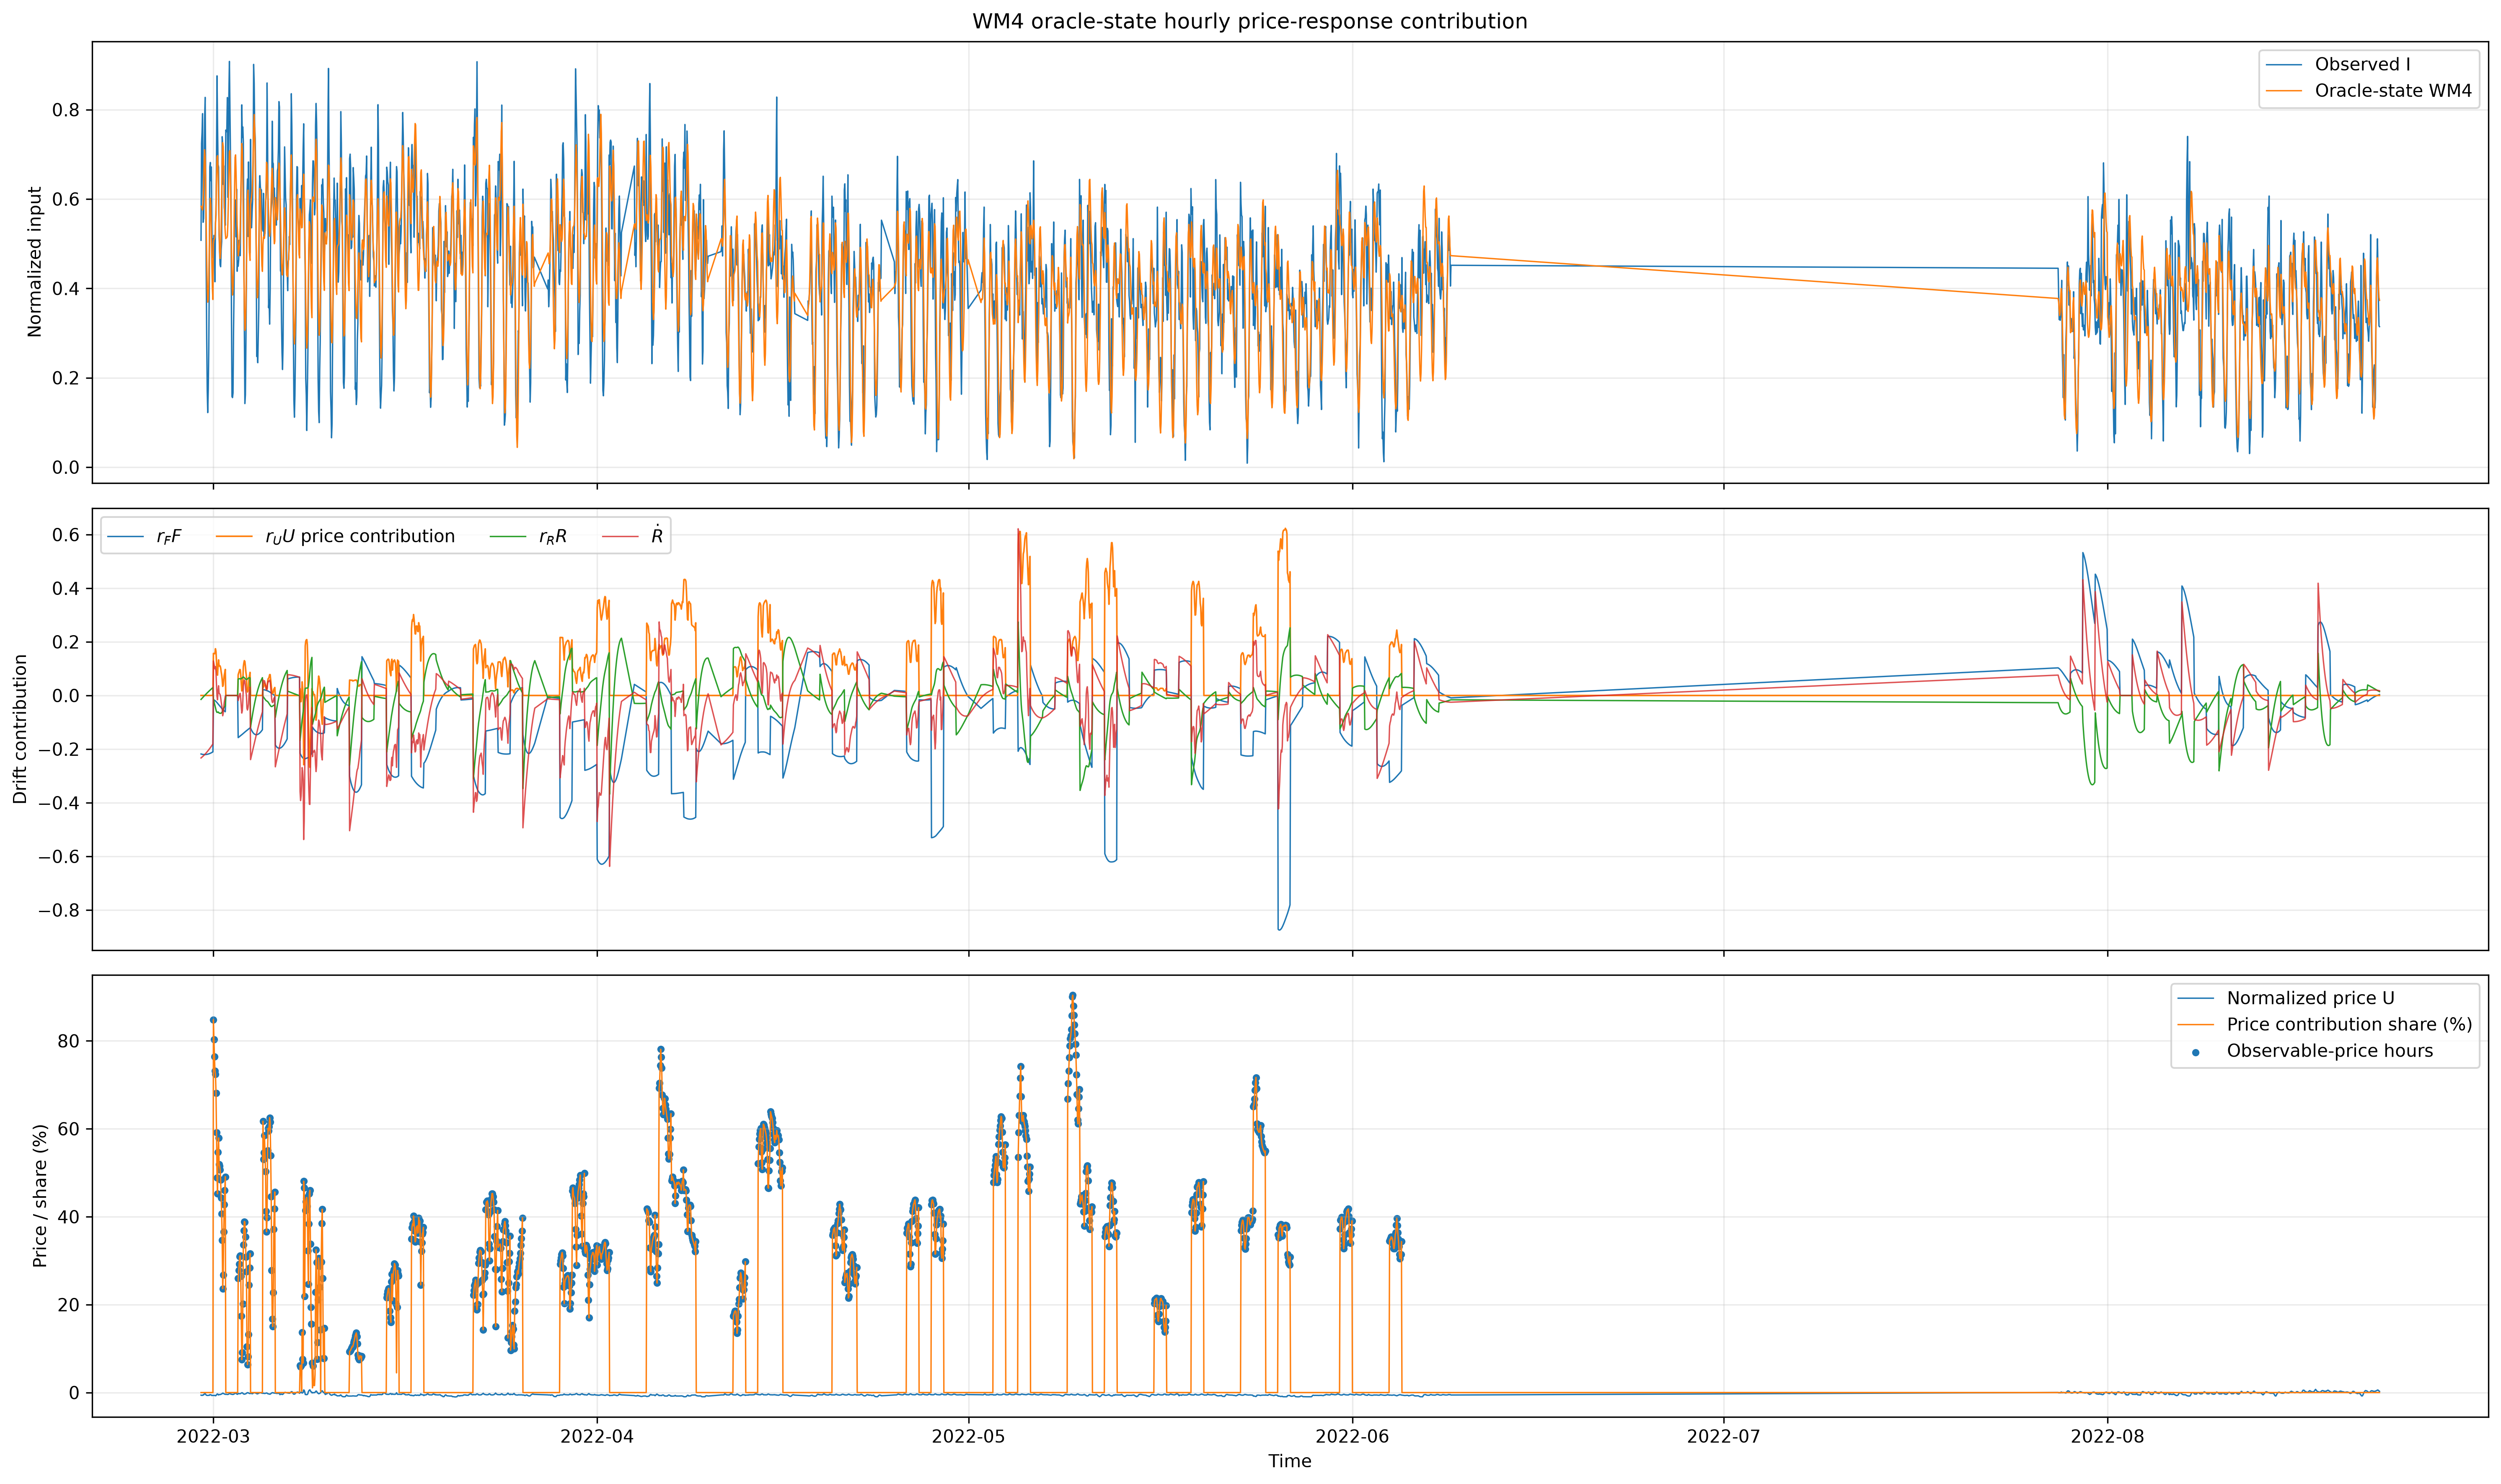 WM4 oracle-state hourly price-response contribution
Observed I
Oracle-state WM4
Normalized input
0.8
0.6
0.4
0.2
0.0
r_F F
r_U U price contribution
r_R R
Ṙ
Drift contribution
0.6
0.4
0.2
0.0
−0.2
−0.4
−0.6
−0.8
Normalized price U
Price contribution share (%)
Observable-price hours
Price / share (%)
80
60
40
20
0
2022-03
2022-04
2022-05
2022-06
2022-07
2022-08
Time